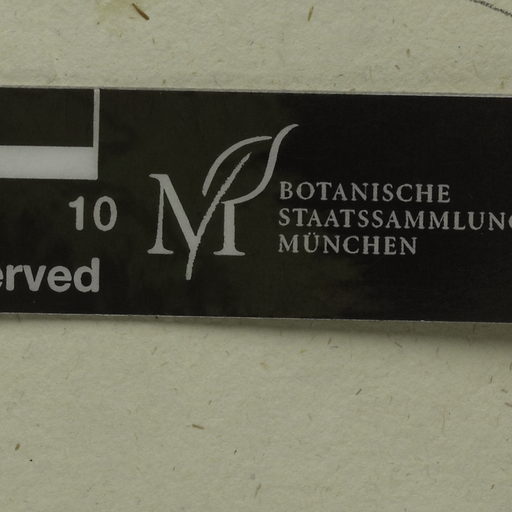 10
erved
M
BOTANISCHE
STAATSSAMMLUNG
MÜNCHEN